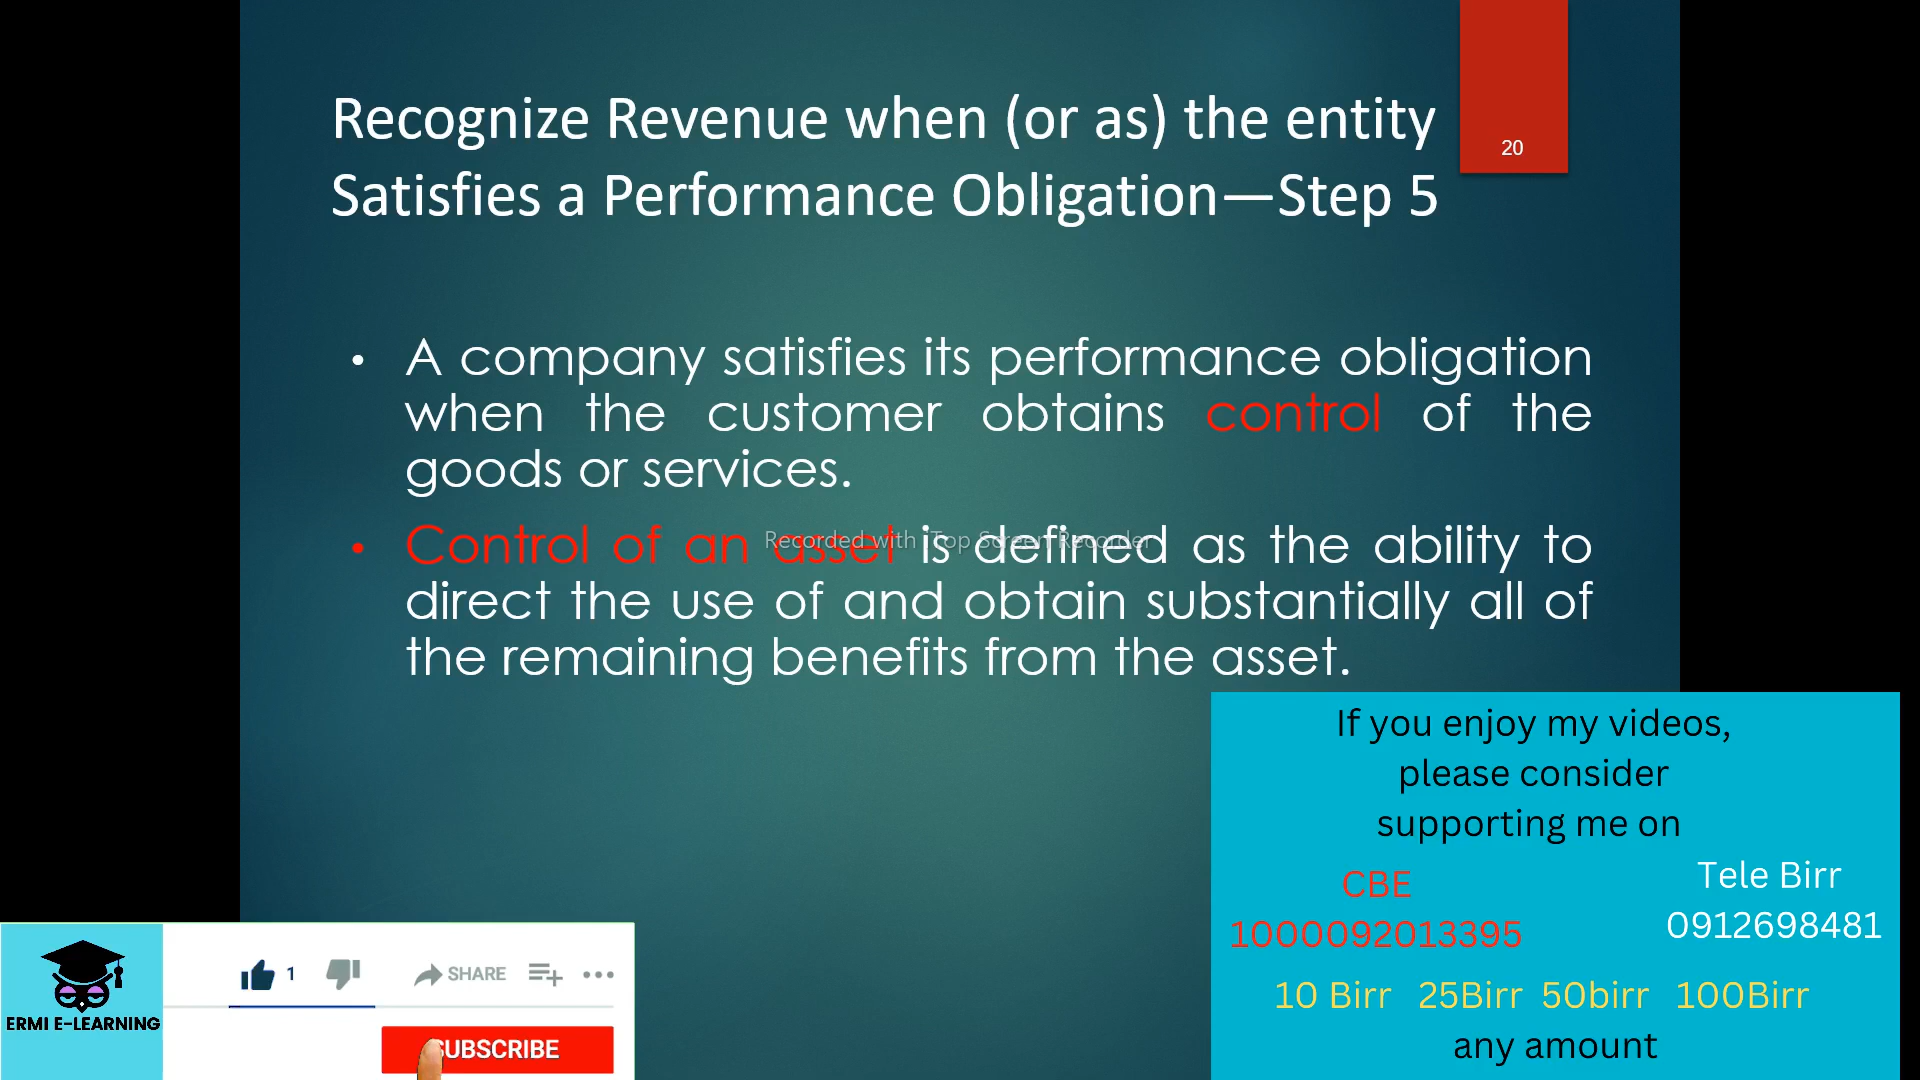 Recognize Revenue when (or as) the entity
Satisfies a Performance Obligation—Step 5
20
• A company satisfies its performance obligation
when the customer obtains control of the
goods or services.
• Control of an asset is defined as the ability to
direct the use of and obtain substantially all of
the remaining benefits from the asset.
Recorded with iTop Screen Recorder
If you enjoy my videos,
please consider
supporting me on
CBE
1000092013395
Tele Birr
0912698481
10 Birr 25Birr 50birr 100Birr
any amount
1
SHARE
SUBSCRIBE
ERMI E-LEARNING